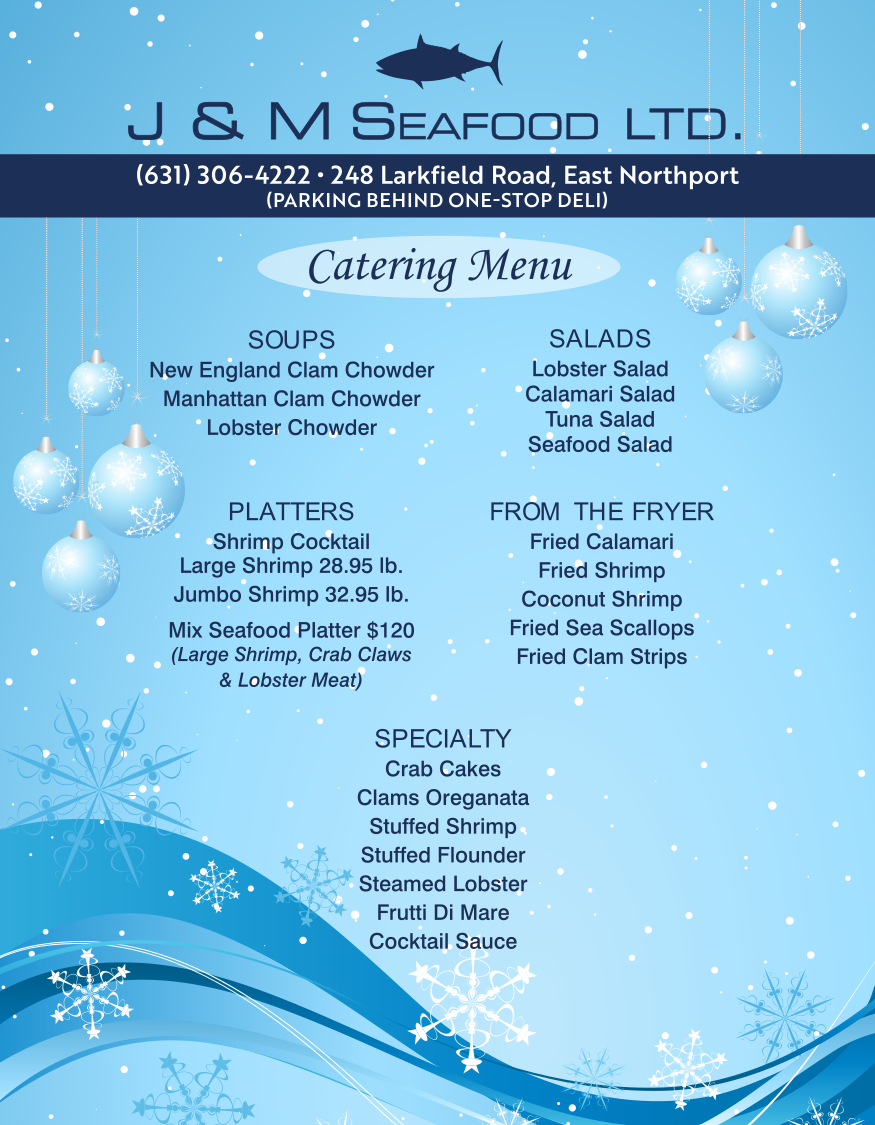 J & M SEAFOOD LTD.
(631) 306-4222 • 248 Larkfield Road, East Northport
(PARKING BEHIND ONE-STOP DELI)
Catering Menu
SOUPS
New England Clam Chowder
Manhattan Clam Chowder
Lobster Chowder
SALADS
Lobster Salad
Calamari Salad
Tuna Salad
Seafood Salad
PLATTERS
Shrimp Cocktail
Large Shrimp 28.95 lb.
Jumbo Shrimp 32.95 lb.
Mix Seafood Platter $120
(Large Shrimp, Crab Claws
& Lobster Meat)
FROM THE FRYER
Fried Calamari
Fried Shrimp
Coconut Shrimp
Fried Sea Scallops
Fried Clam Strips
SPECIALTY
Crab Cakes
Clams Oreganata
Stuffed Shrimp
Stuffed Flounder
Steamed Lobster
Frutti Di Mare
Cocktail Sauce